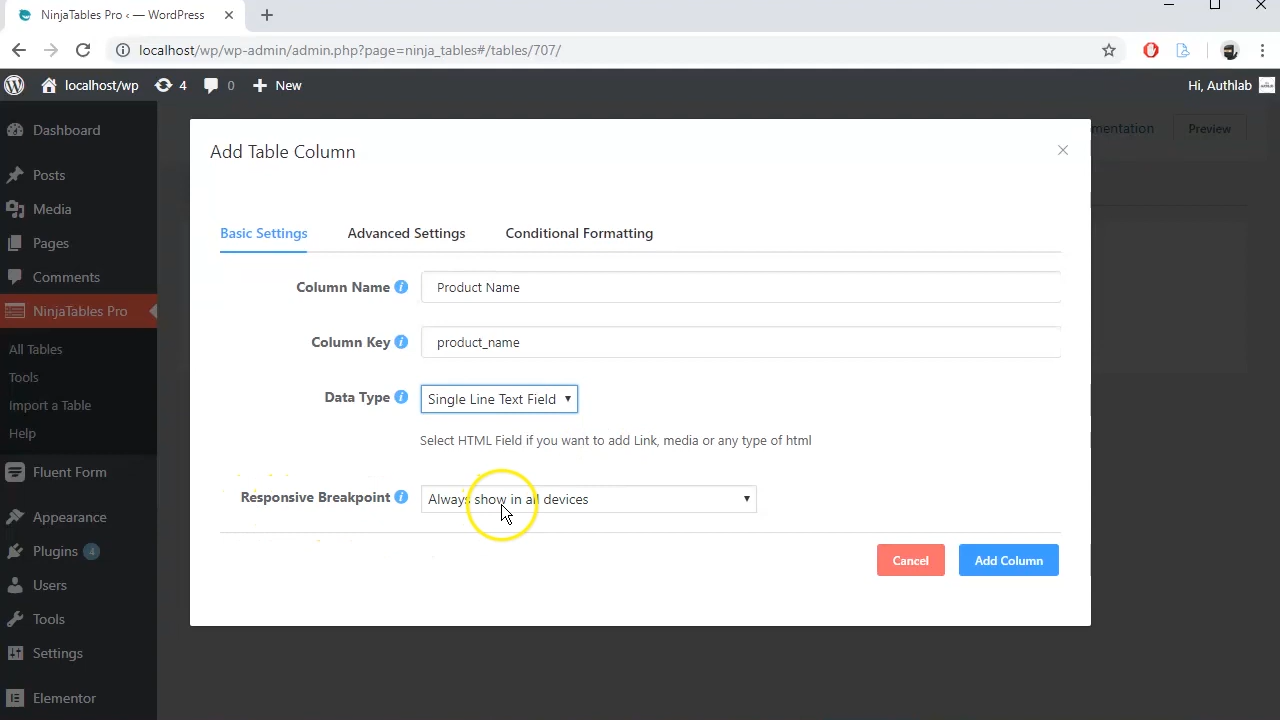 NinjaTables Pro ‹ — WordPress
localhost/wp/wp-admin/admin.php?page=ninja_tables#/tables/707/
localhost/wp 4 0 New Hi, Authlab
Dashboard
Posts
Media
Pages
Comments
NinjaTables Pro
All Tables
Tools
Import a Table
Help
Fluent Form
Appearance
Plugins 4
Users
Tools
Settings
Elementor
mentation Preview
Add Table Column
Basic Settings Advanced Settings Conditional Formatting
Column Name Product Name
Column Key product_name
Data Type Single Line Text Field
Select HTML Field if you want to add Link, media or any type of html
Responsive Breakpoint Always show in all devices
Cancel Add Column